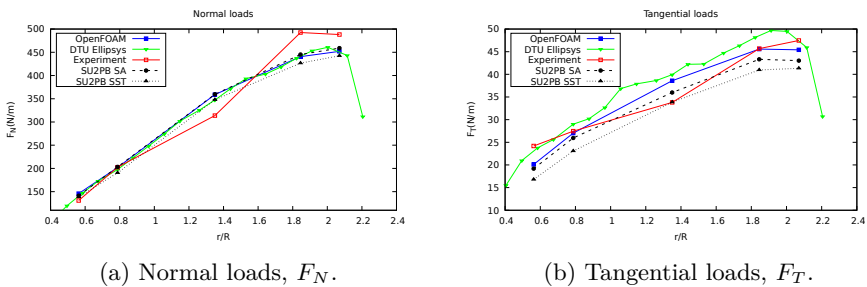 Normal loads
500
450
400
350
300
250
200
150
F_N(N/m)
OpenFOAM
DTU Ellipsys
Experiment
SU2PB SA
SU2PB SST
0.4 0.6 0.8 1 1.2 1.4 1.6 1.8 2 2.2 2.4
r/R
(a) Normal loads, F_N.
Tangential loads
50
45
40
35
30
25
20
15
10
F_T(N/m)
OpenFOAM
DTU Ellipsys
Experiment
SU2PB SA
SU2PB SST
0.4 0.6 0.8 1 1.2 1.4 1.6 1.8 2 2.2 2.4
r/R
(b) Tangential loads, F_T.